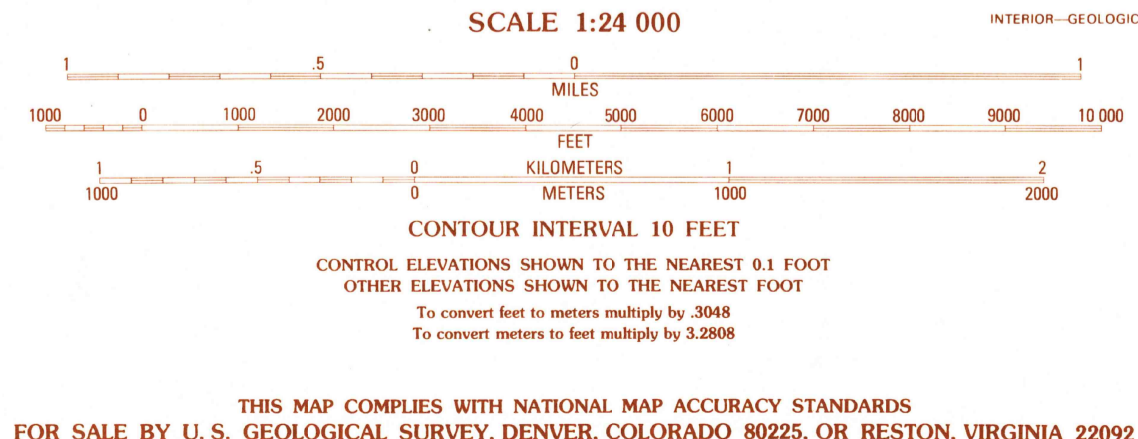 SCALE 1:24 000
INTERIOR—GEOLOGIC
1 .5 0 1
MILES
1000 0 1000 2000 3000 4000 5000 6000 7000 8000 9000 10 000
FEET
1 .5 0 KILOMETERS 1 2
1000 0 METERS 1000 2000
CONTOUR INTERVAL 10 FEET
CONTROL ELEVATIONS SHOWN TO THE NEAREST 0.1 FOOT
OTHER ELEVATIONS SHOWN TO THE NEAREST FOOT
To convert feet to meters multiply by .3048
To convert meters to feet multiply by 3.2808
THIS MAP COMPLIES WITH NATIONAL MAP ACCURACY STANDARDS
FOR SALE BY U. S. GEOLOGICAL SURVEY, DENVER, COLORADO 80225, OR RESTON, VIRGINIA 22092